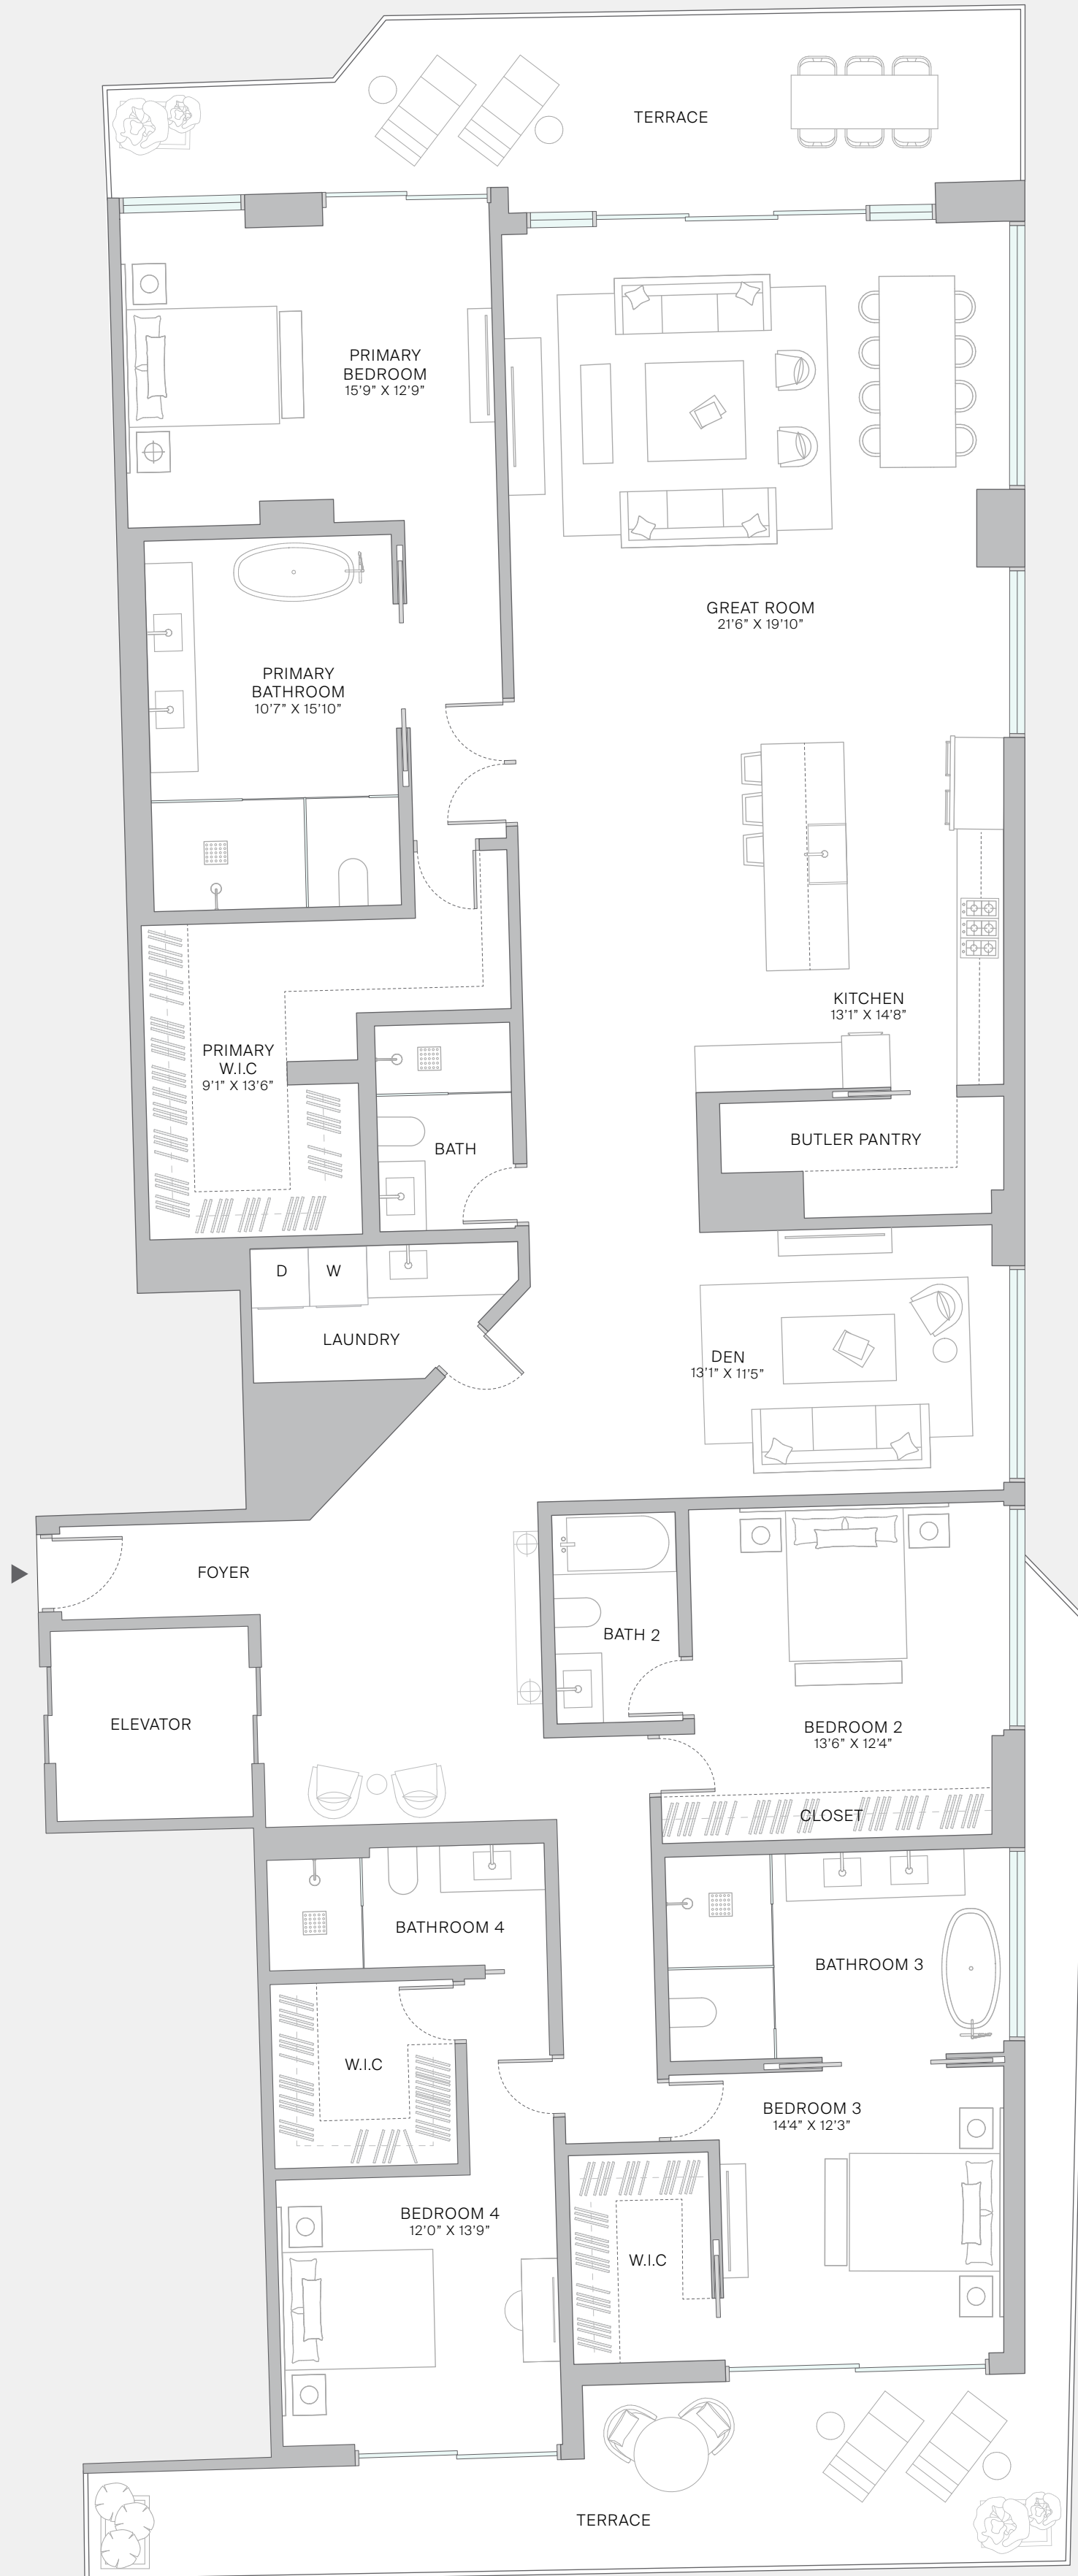 TERRACE
PRIMARY
BEDROOM
15'9” X 12'9”
GREAT ROOM
21'6” X 19'10”
PRIMARY
BATHROOM
10'7” X 15'10”
KITCHEN
13'1” X 14'8”
PRIMARY
W.I.C
9'1” X 13'6”
BATH
BUTLER PANTRY
D
W
LAUNDRY
DEN
13'1” X 11'5”
FOYER
BATH 2
ELEVATOR
BEDROOM 2
13'6” X 12'4”
CLOSET
BATHROOM 4
BATHROOM 3
W.I.C
BEDROOM 3
14'4” X 12'3”
BEDROOM 4
12'0” X 13'9”
W.I.C
TERRACE